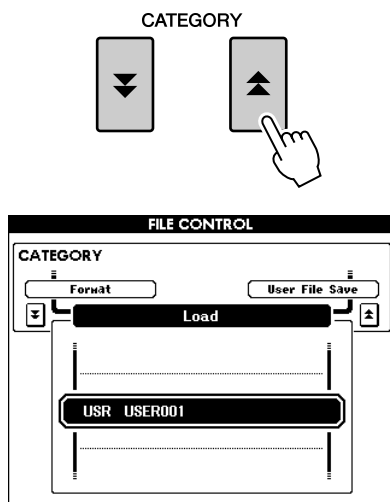 CATEGORY
FILE CONTROL
CATEGORY
Format
User File Save
Load
USR USER001